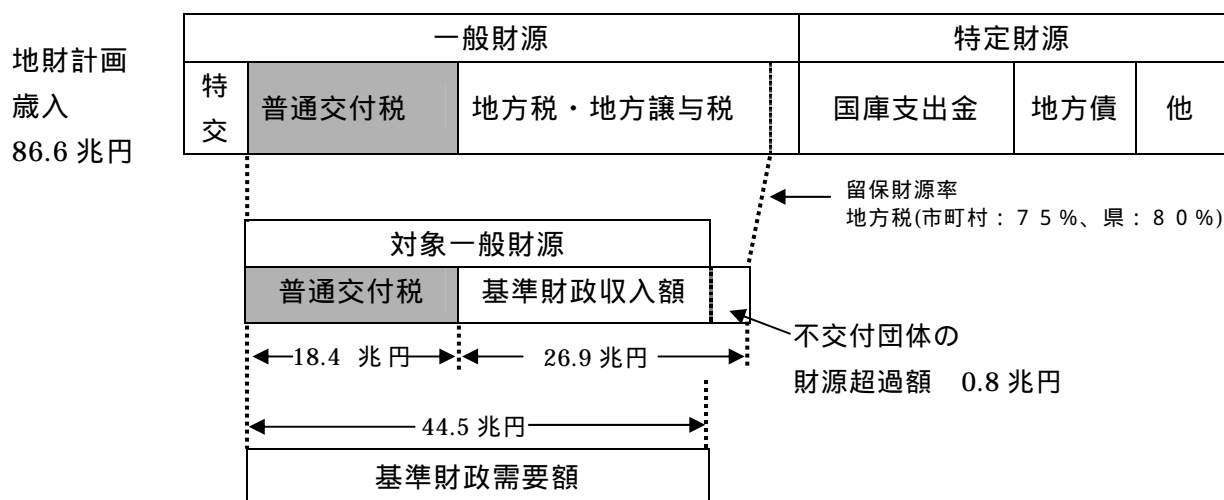 地財計画
歳入
86.6 兆円
一般財源
特定財源
特
交
普通交付税
地方税・地方譲与税
国庫支出金
地方債
他
留保財源率
地方税(市町村：７５%、県：８０%)
対象一般財源
普通交付税
基準財政収入額
18.4 兆円
26.9 兆円
不交付団体の
財源超過額　0.8 兆円
44.5 兆円
基準財政需要額